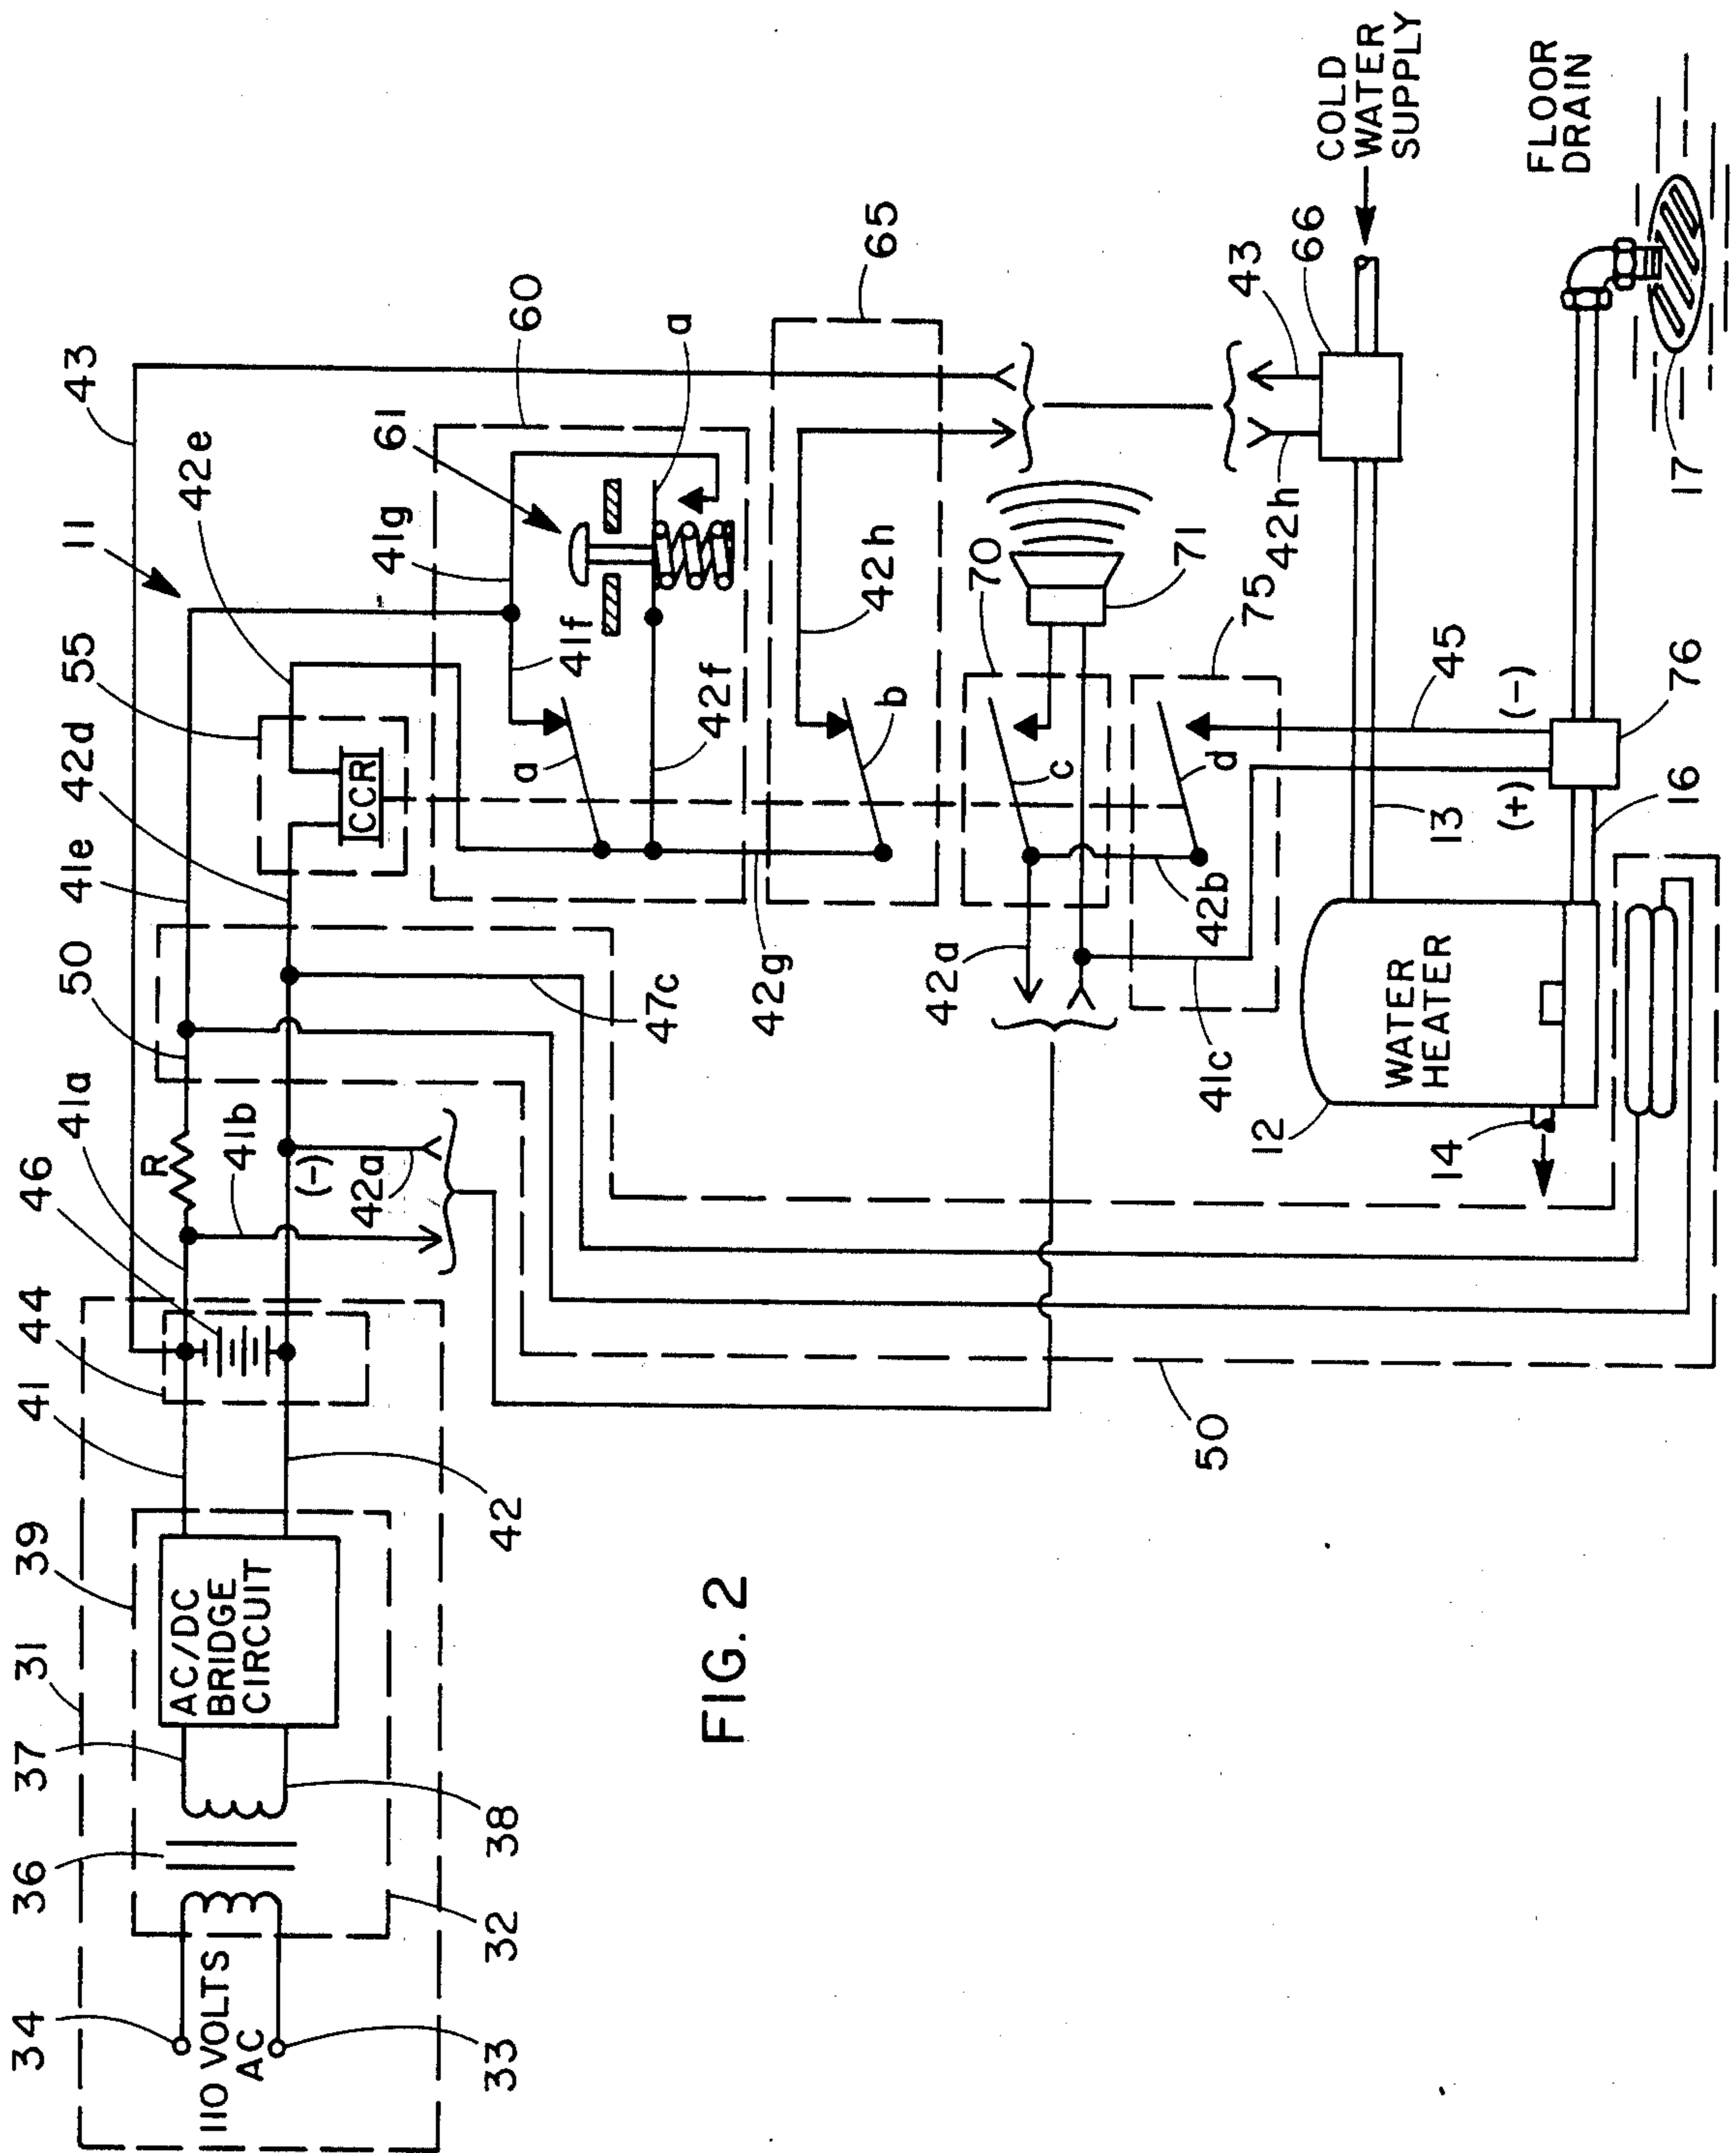 34
110 VOLTS
AC
33
36
32
38
37
31
39
AC/DC
BRIDGE
CIRCUIT
42
41
44
46
41a
R
41b
(-)
42a
50
41e
42d
47c
55
CCR
42e
11
43
60
61
a
41g
41f
a
42f
42g
65
42h
b
70
c
71
42a
75
d
42b
41c
43
66
42h
COLD
WATER
SUPPLY
13
45
(-)
(+)
76
16
WATER
HEATER
12
14
FLOOR
DRAIN
17
50
FIG. 2